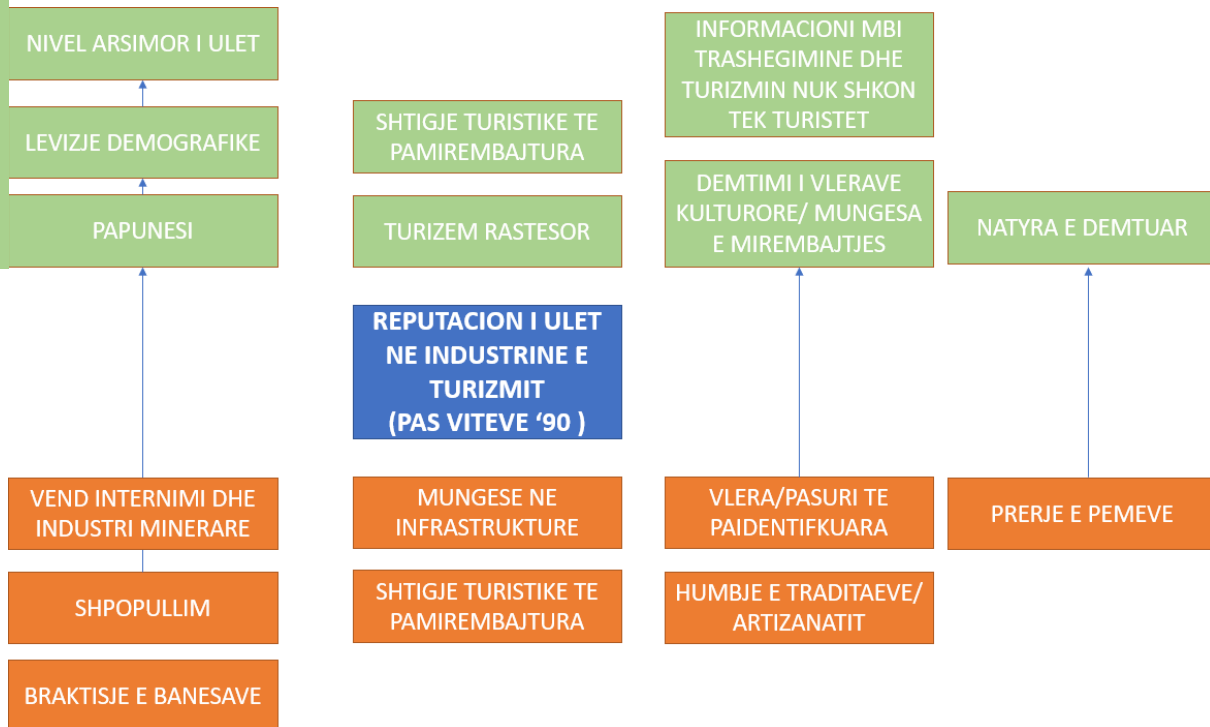 NIVEL ARSIMOR I ULET
LEVIZJE DEMOGRAFIKE
PAPUNESI
SHTIGJE TURISTIKE TE
PAMIREMBAJTURA
TURIZEM RASTESOR
INFORMACIONI MBI
TRASHEGIMINE DHE
TURIZMIN NUK SHKON
TEK TURISTET
DEMTIMI I VLERAVE
KULTURORE/ MUNGESA
E MIREMBAJTJES
NATYRA E DEMTUAR
REPUTACION I ULET
NE INDUSTRINE E
TURIZMIT
(PAS VITEVE ‘90 )
VEND INTERNIMI DHE
INDUSTRI MINERARE
SHPOPULLIM
BRAKTISJE E BANESAVE
MUNGESE NE
INFRASTRUKTURE
SHTIGJE TURISTIKE TE
PAMIREMBAJTURA
VLERA/PASURI TE
PAIDENTIFKUARA
HUMBJE E TRADITAEVE/
ARTIZANATIT
PRERJE E PEMEVE